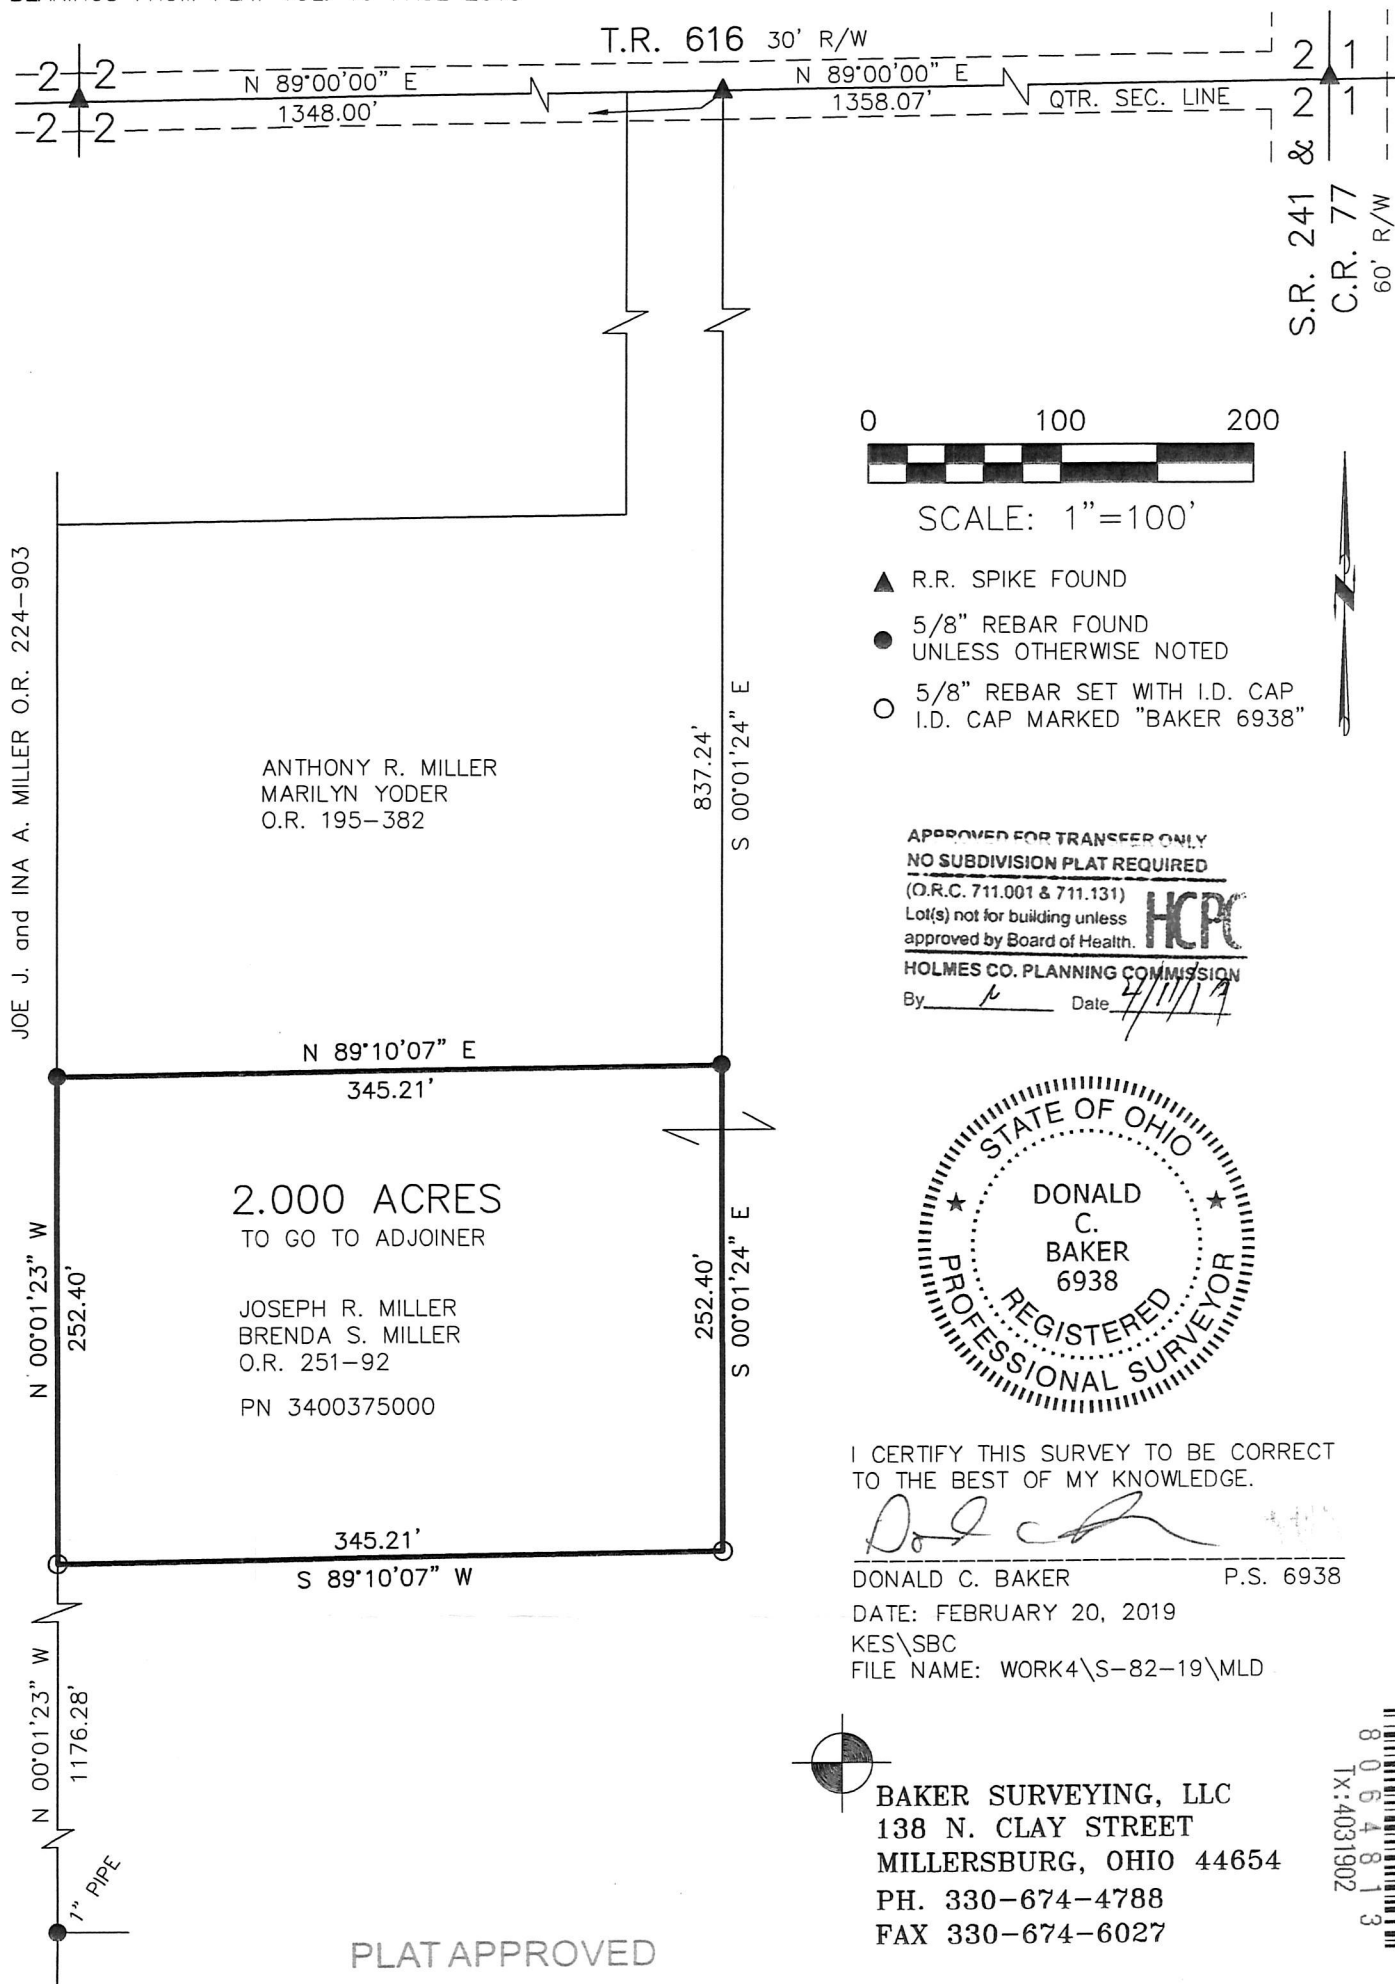 T.R. 616 30' R/W
2 2
2 2
N 89°00'00" E
1348.00'
N 89°00'00" E
1358.07'
QTR. SEC. LINE
2 1
2 1
S.R. 241 &
C.R. 77
60' R/W
0 100 200
SCALE: 1"=100'
R.R. SPIKE FOUND
5/8" REBAR FOUND
UNLESS OTHERWISE NOTED
5/8" REBAR SET WITH I.D. CAP
I.D. CAP MARKED "BAKER 6938"
JOE J. and INA A. MILLER O.R. 224-903
ANTHONY R. MILLER
MARILYN YODER
O.R. 195-382
837.24'
S 00°01'24" E
APPROVED FOR TRANSFER ONLY
NO SUBDIVISION PLAT REQUIRED
(O.R.C. 711.001 & 711.131)
Lot(s) not for building unless
approved by Board of Health.
HCPC
HOLMES CO. PLANNING COMMISSION
By Date 4/11/19
N 89°10'07" E
345.21'
2.000 ACRES
TO GO TO ADJOINER
JOSEPH R. MILLER
BRENDA S. MILLER
O.R. 251-92
PN 3400375000
N 00°01'23" W
252.40'
252.40'
S 00°01'24" E
345.21'
S 89°10'07" W
STATE OF OHIO
DONALD
C.
BAKER
6938
REGISTERED
PROFESSIONAL SURVEYOR
I CERTIFY THIS SURVEY TO BE CORRECT
TO THE BEST OF MY KNOWLEDGE.
DONALD C. BAKER P.S. 6938
DATE: FEBRUARY 20, 2019
KES\SBC
FILE NAME: WORK4\S-82-19\MLD
N 00°01'23" W
1176.28'
1" PIPE
BAKER SURVEYING, LLC
138 N. CLAY STREET
MILLERSBURG, OHIO 44654
PH. 330-674-4788
FAX 330-674-6027
8064813
Tx:4031902
PLAT APPROVED